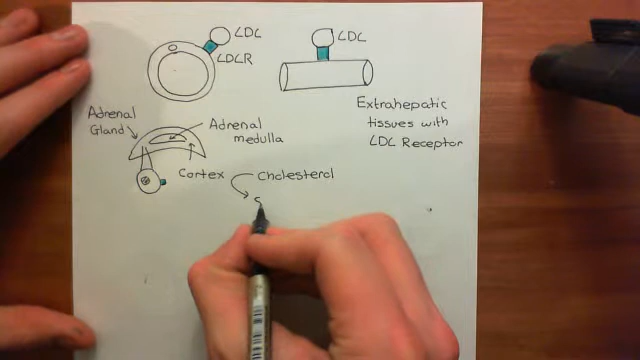 LDL
LDLR
LDL
Extrahepatic
tissues with
LDL Receptor
Adrenal
Gland
Adrenal
medulla
Cortex
Cholesterol
S